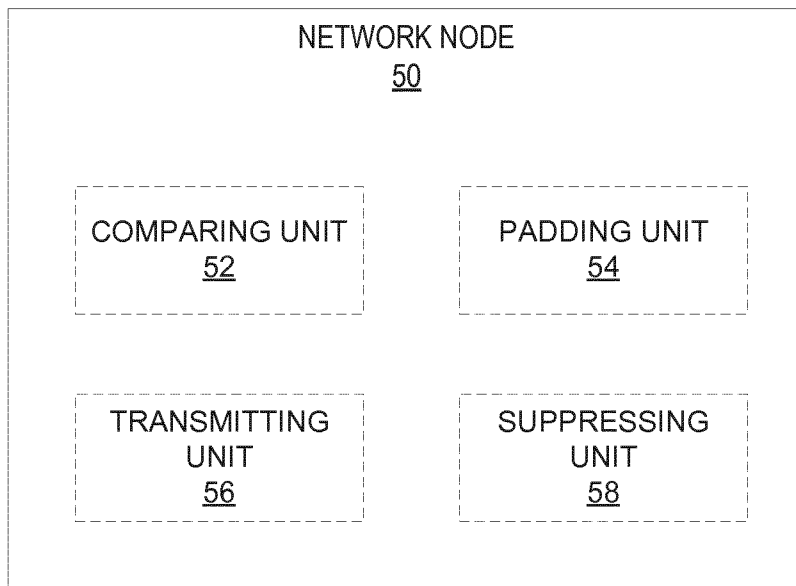 NETWORK NODE
50
COMPARING UNIT
52
PADDING UNIT
54
TRANSMITTING
UNIT
56
SUPPRESSING
UNIT
58